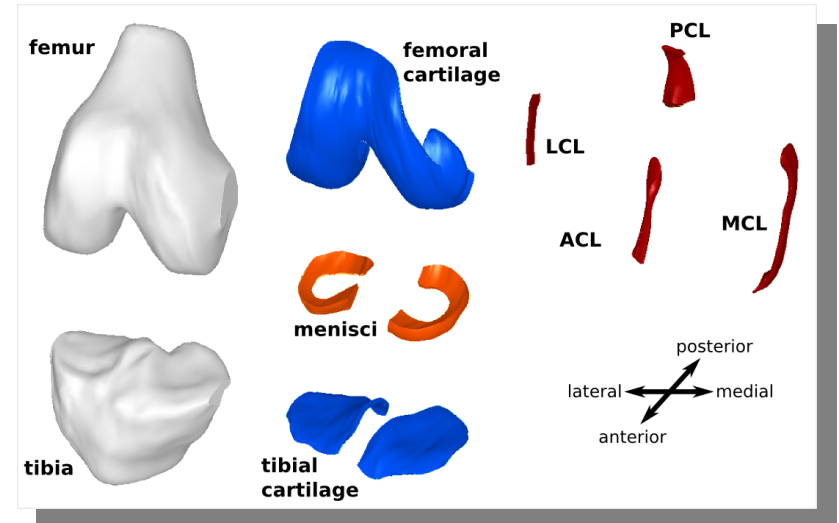 femur
femoral
cartilage
PCL
LCL
ACL
MCL
menisci
posterior
lateral
medial
anterior
tibia
tibial
cartilage